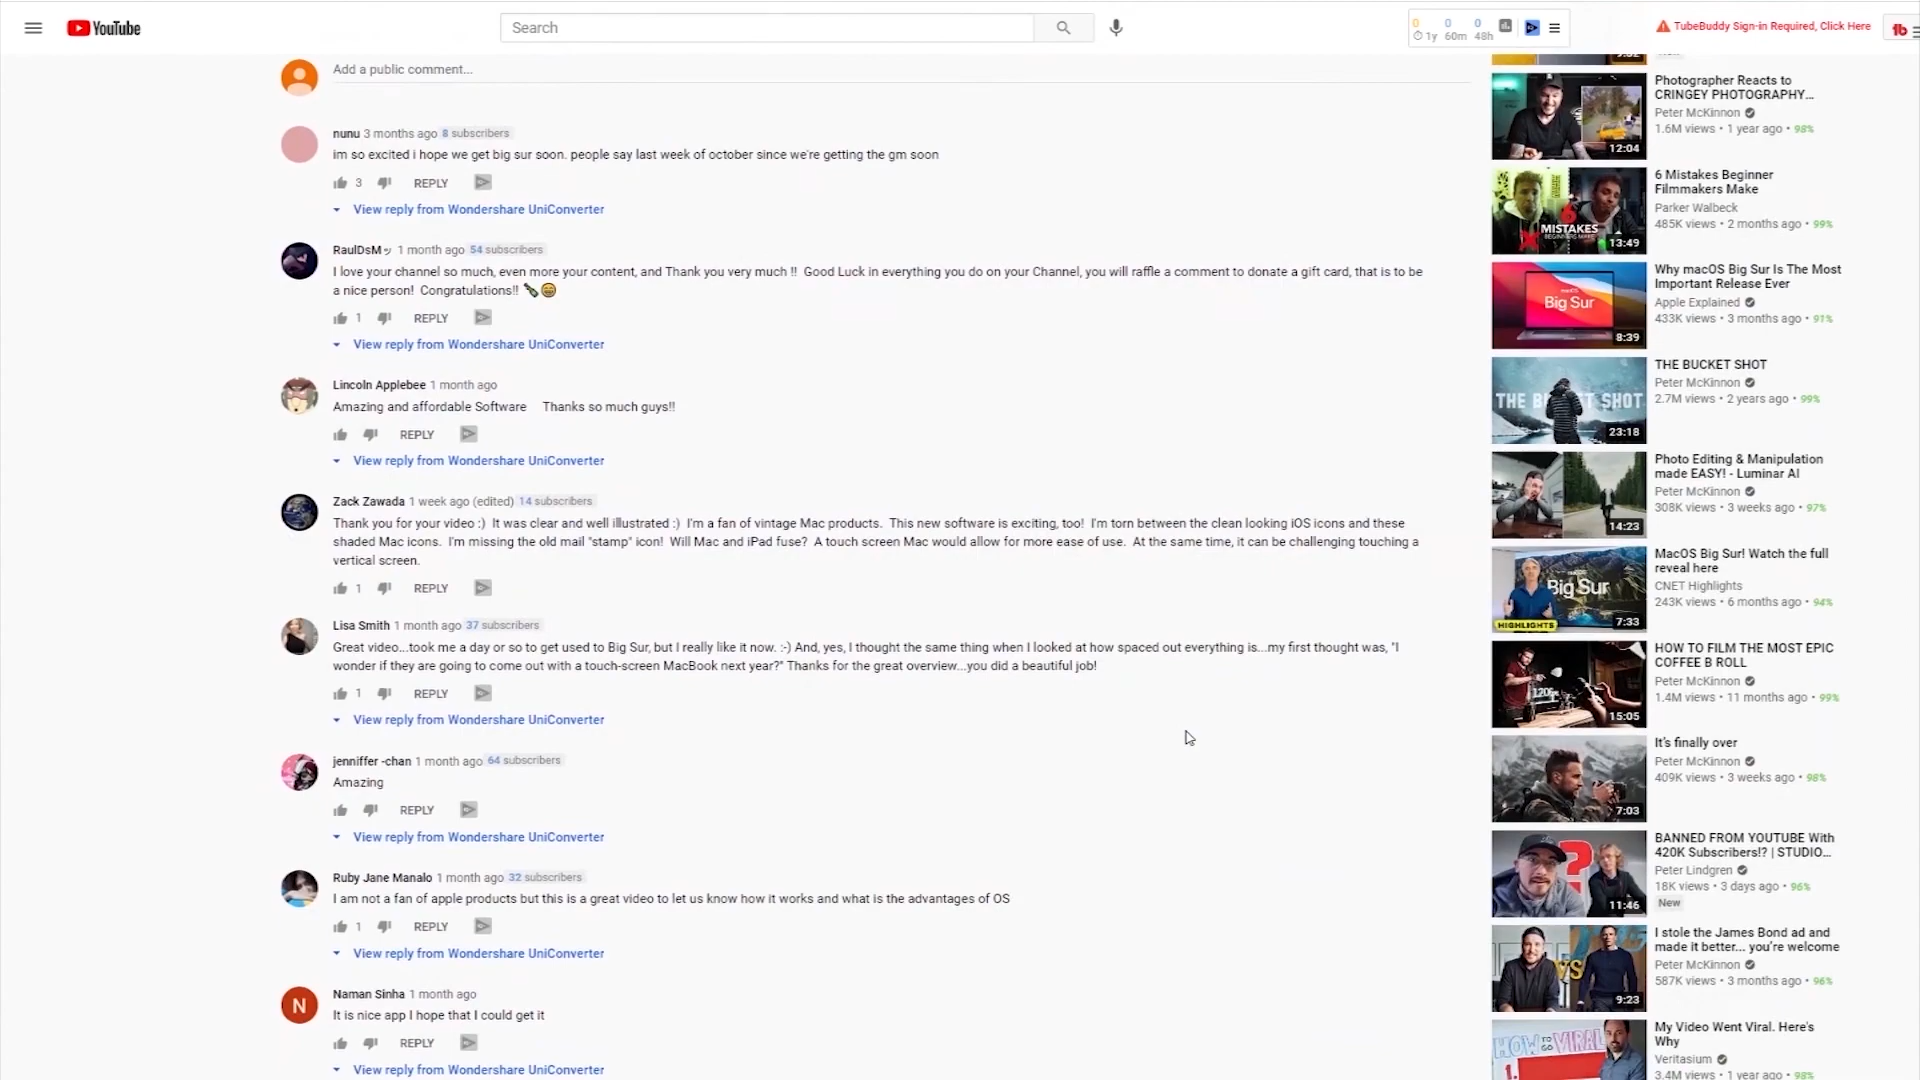 YouTube
Search
0 0 0
1y 60m 48h
TubeBuddy Sign-in Required, Click Here
tb
Add a public comment...
nunu 3 months ago 8 subscribers
im so excited i hope we get big sur soon. people say last week of october since we're getting the gm soon
3 REPLY
View reply from Wondershare UniConverter
RaulDsMッ 1 month ago 54 subscribers
I love your channel so much, even more your content, and Thank you very much !! Good Luck in everything you do on your Channel, you will raffle a comment to donate a gift card, that is to be
a nice person! Congratulations!! 🍾😁
1 REPLY
View reply from Wondershare UniConverter
Lincoln Applebee 1 month ago
Amazing and affordable Software Thanks so much guys!!
REPLY
View reply from Wondershare UniConverter
Zack Zawada 1 week ago (edited) 14 subscribers
Thank you for your video :) It was clear and well illustrated :) I'm a fan of vintage Mac products. This new software is exciting, too! I'm torn between the clean looking iOS icons and these
shaded Mac icons. I'm missing the old mail "stamp" icon! Will Mac and iPad fuse? A touch screen Mac would allow for more ease of use. At the same time, it can be challenging touching a
vertical screen.
1 REPLY
Lisa Smith 1 month ago 37 subscribers
Great video...took me a day or so to get used to Big Sur, but I really like it now. :-) And, yes, I thought the same thing when I looked at how spaced out everything is...my first thought was, "I
wonder if they are going to come out with a touch-screen MacBook next year?" Thanks for the great overview...you did a beautiful job!
1 REPLY
View reply from Wondershare UniConverter
jenniffer -chan 1 month ago 64 subscribers
Amazing
REPLY
View reply from Wondershare UniConverter
Ruby Jane Manalo 1 month ago 32 subscribers
I am not a fan of apple products but this is a great video to let us know how it works and what is the advantages of OS
1 REPLY
View reply from Wondershare UniConverter
N
Naman Sinha 1 month ago
It is nice app I hope that I could get it
REPLY
View reply from Wondershare UniConverter
Photographer Reacts to
CRINGEY PHOTOGRAPHY...
Peter McKinnon
1.6M views • 1 year ago • 98%
12:04
6 Mistakes Beginner
Filmmakers Make
Parker Walbeck
485K views • 2 months ago • 99%
6
MISTAKES
BEGINNERS MAKE
13:49
Why macOS Big Sur Is The Most
Important Release Ever
Apple Explained
433K views • 3 months ago • 91%
macOS
Big Sur
8:39
THE BUCKET SHOT
Peter McKinnon
2.7M views • 2 years ago • 99%
23:18
Photo Editing & Manipulation
made EASY! - Luminar AI
Peter McKinnon
308K views • 3 weeks ago • 97%
14:23
MacOS Big Sur! Watch the full
reveal here
CNET Highlights
243K views • 6 months ago • 94%
Big Sur
HIGHLIGHTS
7:33
HOW TO FILM THE MOST EPIC
COFFEE B ROLL
Peter McKinnon
1.4M views • 11 months ago • 99%
15:05
It's finally over
Peter McKinnon
409K views • 3 weeks ago • 98%
7:03
BANNED FROM YOUTUBE With
420K Subscribers!? | STUDIO...
Peter Lindgren
18K views • 3 days ago • 96%
New
?
11:46
I stole the James Bond ad and
made it better... you're welcome
Peter McKinnon
587K views • 3 months ago • 96%
VS
9:23
My Video Went Viral. Here's
Why
Veritasium
3.4M views • 1 year ago • 98%
HOW TO GO VIRAL
1.